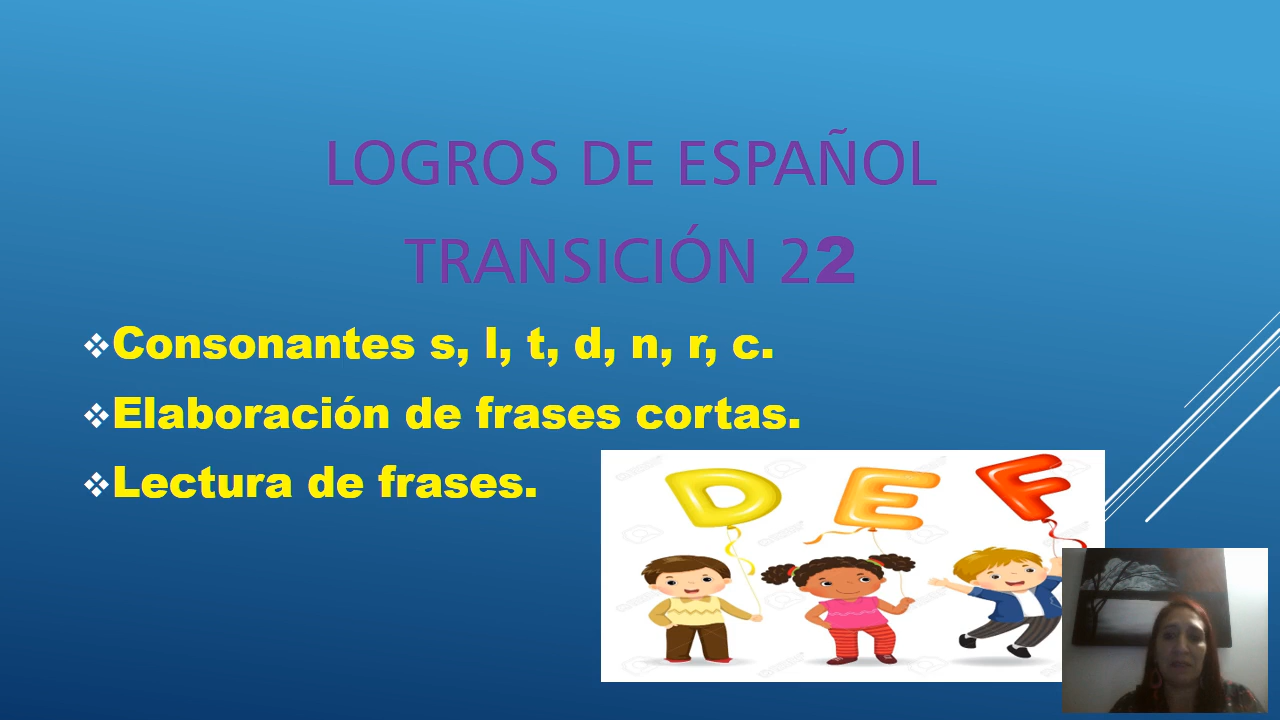 LOGROS DE ESPAÑOL
TRANSICIÓN 22
Consonantes s, l, t, d, n, r, c.
Elaboración de frases cortas.
Lectura de frases.
D E F